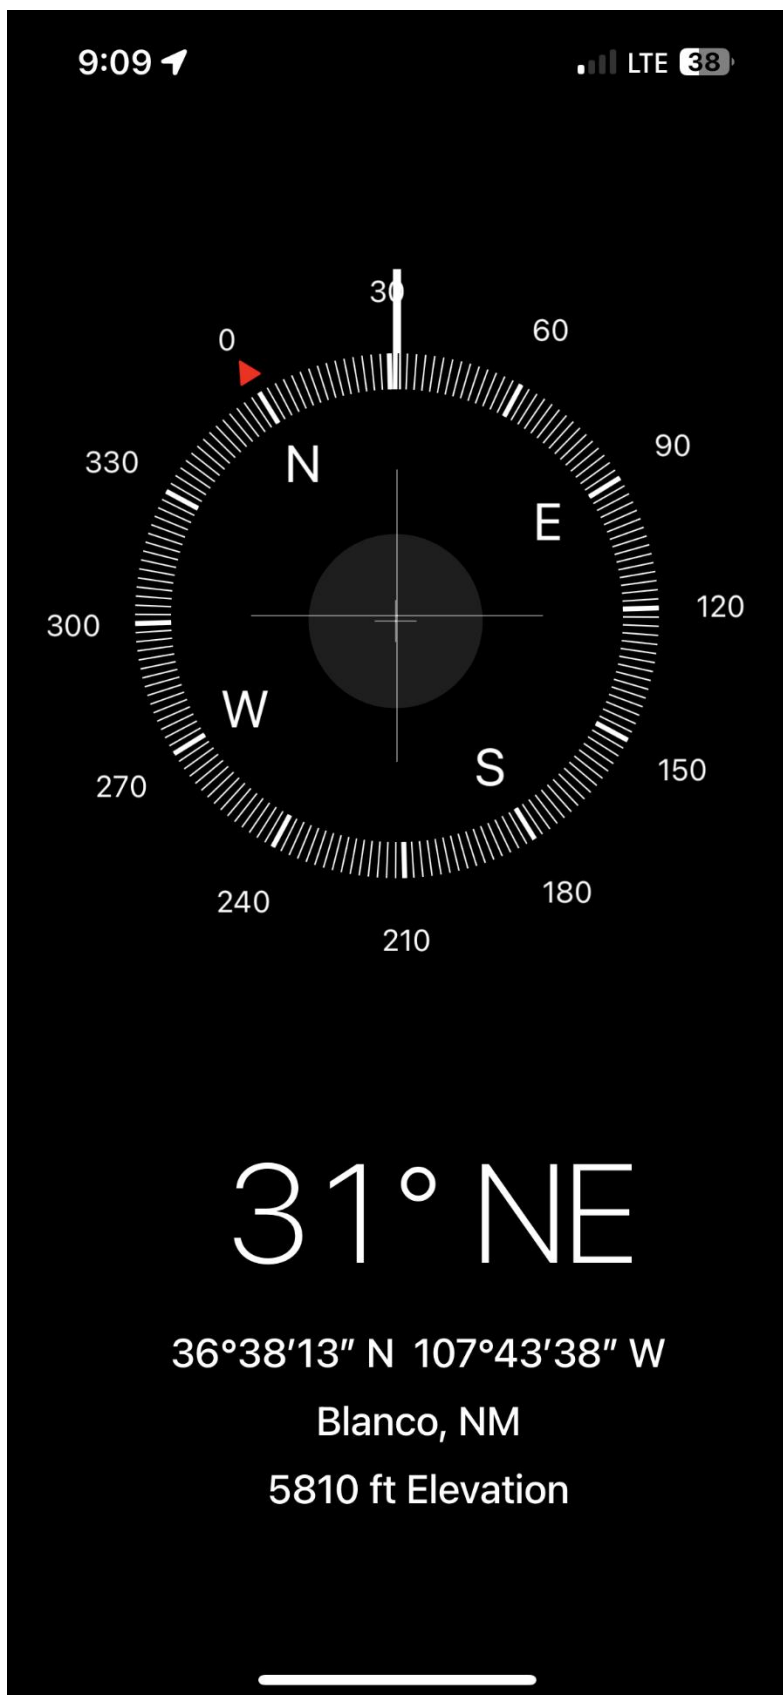 9:09 LTE 38
30
0 60
330 N 90
E
300 120
W
S
270 150
240 180
210
31° NE
36°38′13″ N 107°43′38″ W
Blanco, NM
5810 ft Elevation